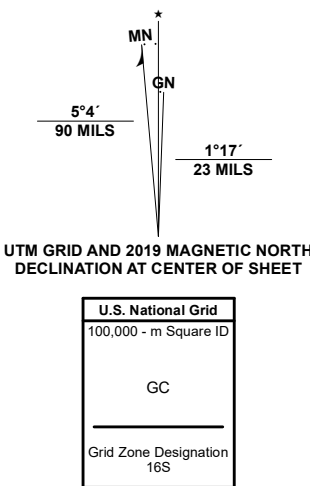 ★
MN
GN
5°4´
90 MILS
1°17´
23 MILS
UTM GRID AND 2019 MAGNETIC NORTH
DECLINATION AT CENTER OF SHEET
U.S. National Grid
100,000 - m Square ID
GC
Grid Zone Designation
16S